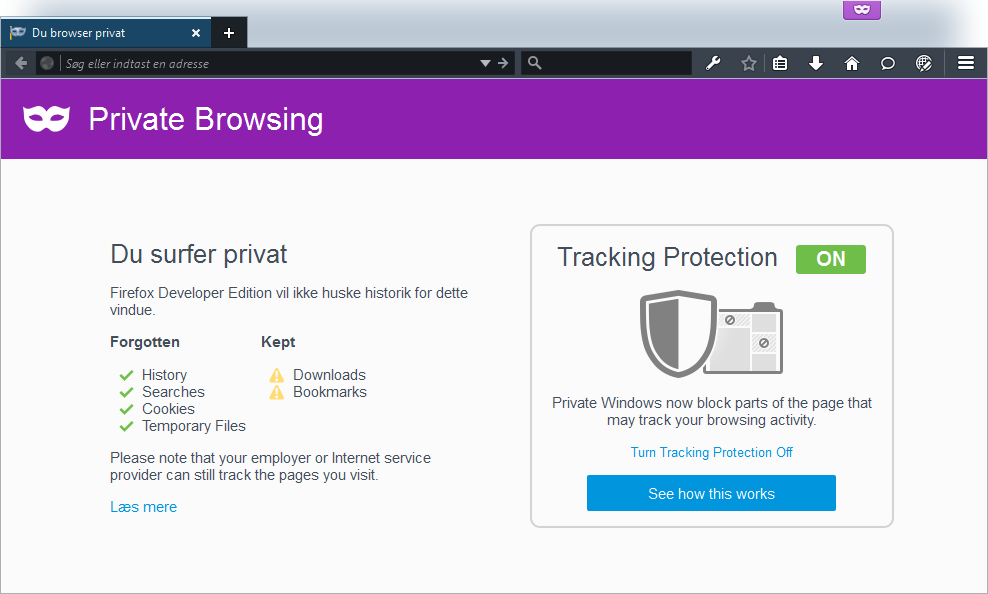 Du browser privat
Søg eller indtast en adresse
Private Browsing
Du surfer privat
Firefox Developer Edition vil ikke huske historik for dette
vindue.
Forgotten
Kept
History
Searches
Cookies
Temporary Files
Downloads
Bookmarks
Please note that your employer or Internet service
provider can still track the pages you visit.
Læs mere
Tracking Protection ON
Private Windows now block parts of the page that
may track your browsing activity.
Turn Tracking Protection Off
See how this works